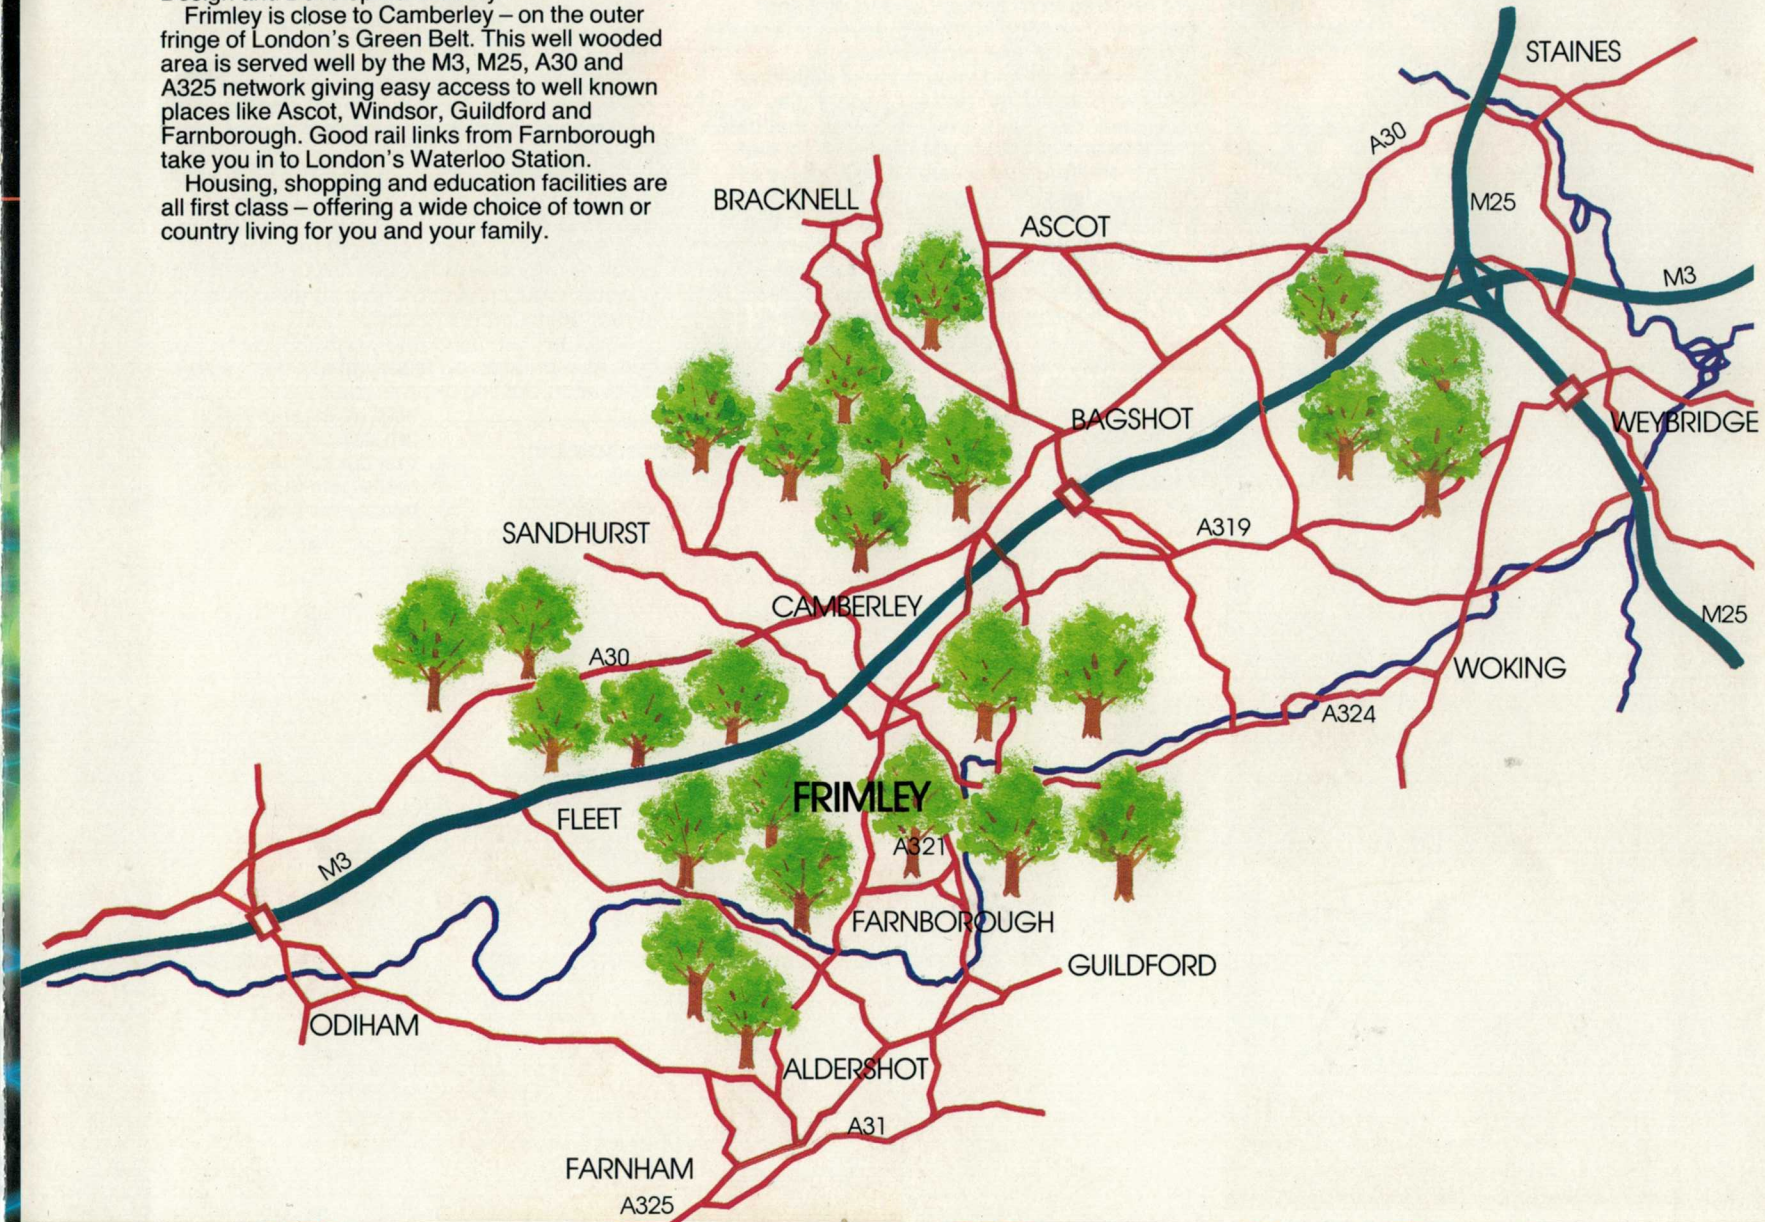 Frimley is close to Camberley – on the outer
fringe of London's Green Belt. This well wooded
area is served well by the M3, M25, A30 and
A325 network giving easy access to well known
places like Ascot, Windsor, Guildford and
Farnborough. Good rail links from Farnborough
take you in to London's Waterloo Station.
Housing, shopping and education facilities are
all first class – offering a wide choice of town or
country living for you and your family.
STAINES
A30
BRACKNELL
M25
ASCOT
M3
BAGSHOT
WEYBRIDGE
SANDHURST
A319
CAMBERLEY
M25
A30
WOKING
A324
FRIMLEY
FLEET
A321
M3
FARNBOROUGH
GUILDFORD
ODIHAM
ALDERSHOT
A31
FARNHAM
A325